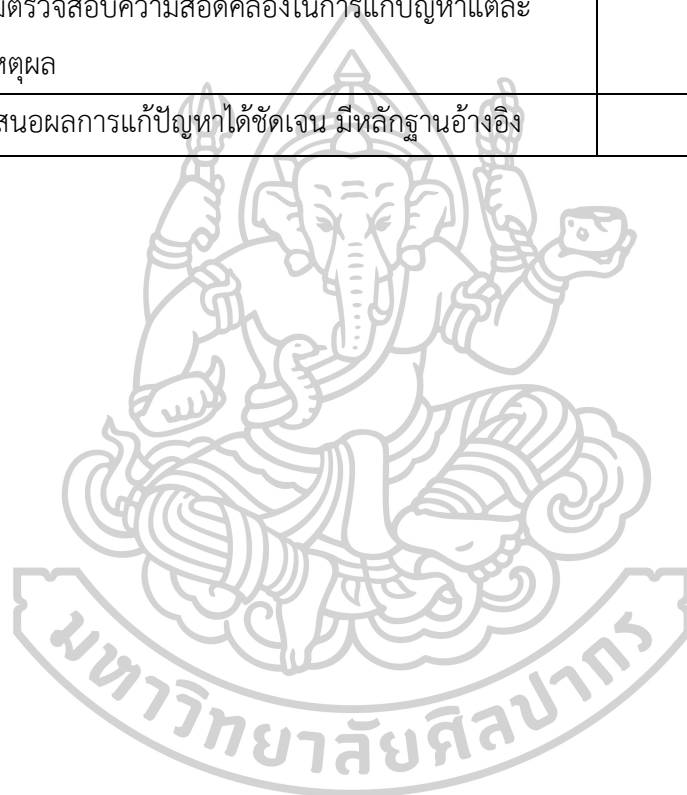 ตรวจสอบความสอดคล้องในการแก้ปัญหาแต่ละ
หตุผล
สนอผลการแก้ปัญหาได้ชัดเจน มีหลักฐานอ้างอิง
มหาวิทยาลัยศิลปากร